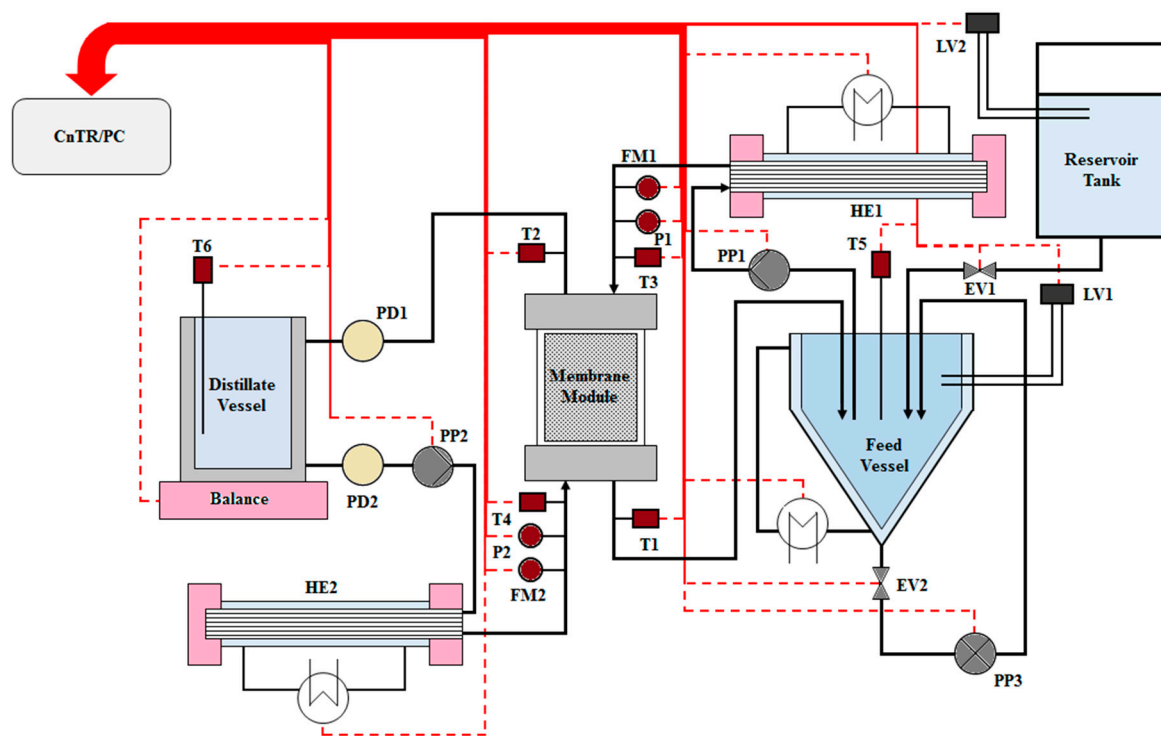 LV2
CnTR/PC
FM1
Reservoir
Tank
HE1
T6
T2
P1
T5
PP1
T3
EV1
LV1
PD1
Distillate
Vessel
Membrane
Module
PP2
Feed
Vessel
Balance
PD2
T4
P2
T1
FM2
HE2
EV2
PP3